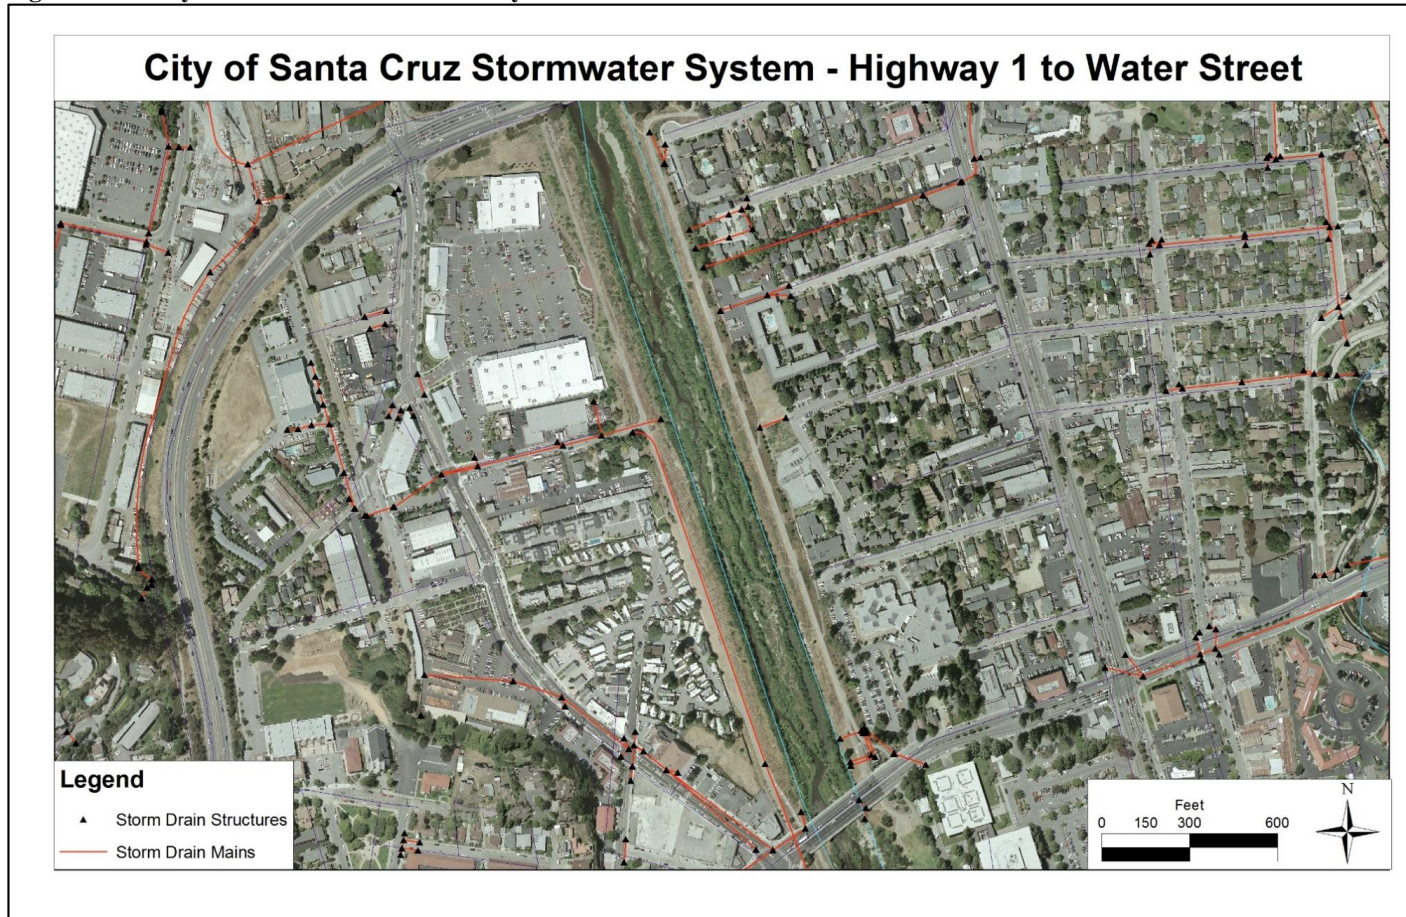 City of Santa Cruz Stormwater System - Highway 1 to Water Street
Legend
Storm Drain Structures
Storm Drain Mains
N
Feet
0 150 300 600